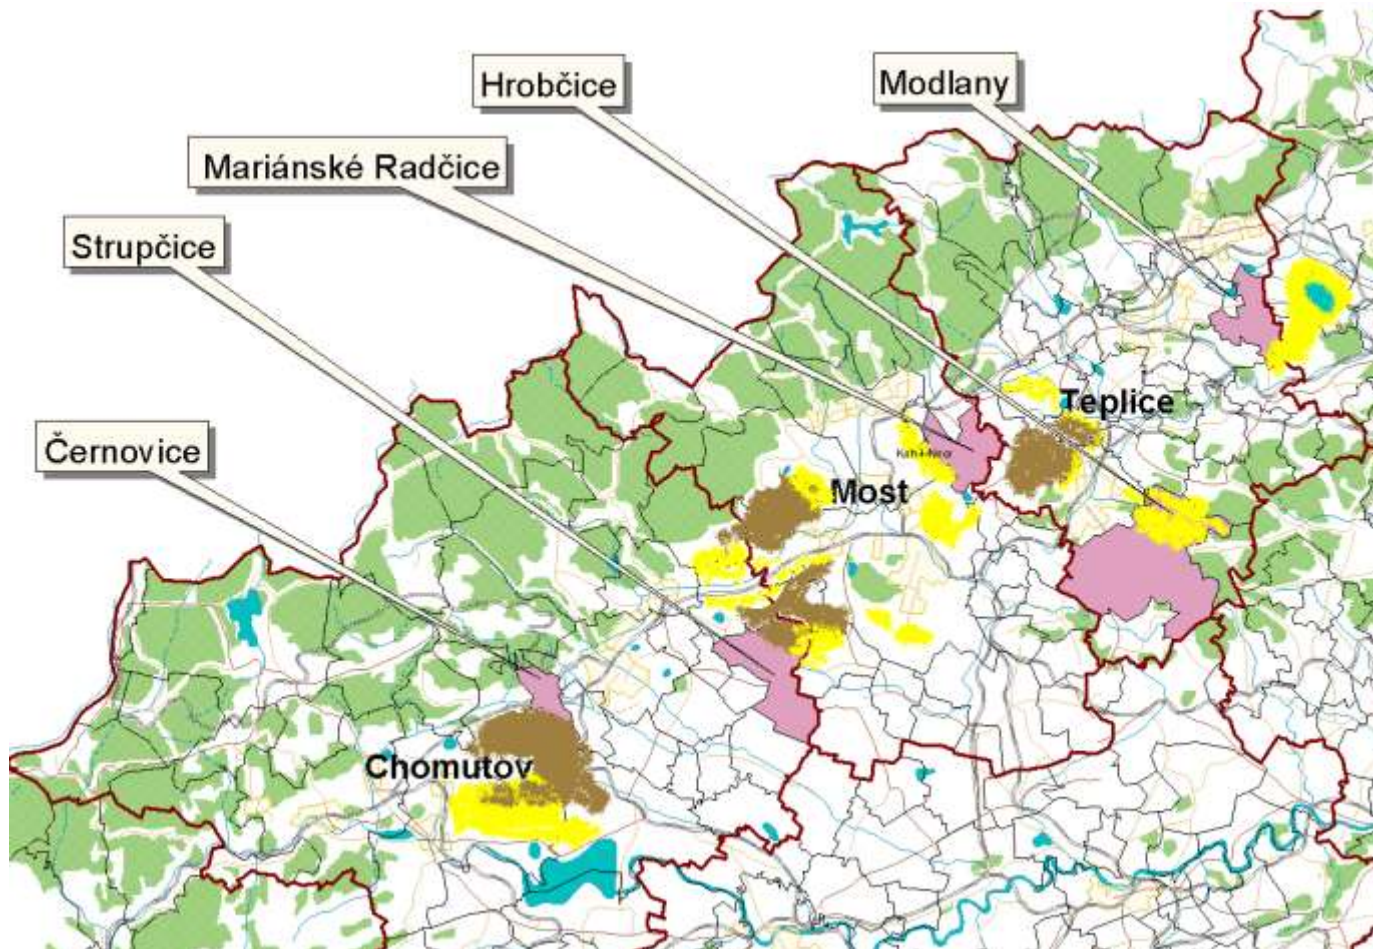 Hrobčice
Modlany
Mariánské Radčice
Strupčice
Černovice
Teplice
Most
Chomutov